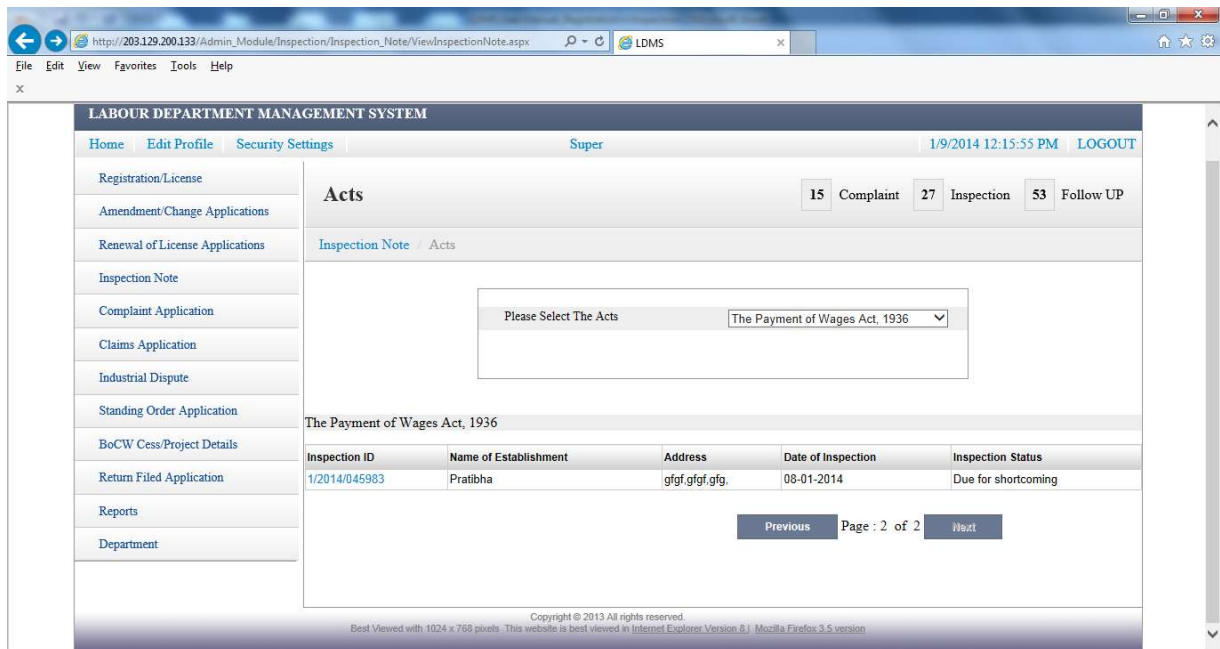 http://203.129.200.133/Admin_Module/Inspection/Inspection_Note/ViewInspectionNote.aspx LDMS
File Edit View Favorites Tools Help
LABOUR DEPARTMENT MANAGEMENT SYSTEM
Home Edit Profile Security Settings Super 1/9/2014 12:15:55 PM LOGOUT
Registration/License
Amendment/Change Applications
Renewal of License Applications
Inspection Note
Complaint Application
Claims Application
Industrial Dispute
Standing Order Application
BoCW Cess/Project Details
Return Filed Application
Reports
Department
Acts 15 Complaint 27 Inspection 53 Follow UP
Inspection Note / Acts
Please Select The Acts The Payment of Wages Act, 1936
The Payment of Wages Act, 1936
Inspection ID Name of Establishment Address Date of Inspection Inspection Status
1/2014/045983 Pratibha gfgf,gfgf,gfg, 08-01-2014 Due for shortcoming
Previous Page : 2 of 2 Next
Copyright © 2013 All rights reserved.
Best Viewed with 1024 x 768 pixels This website is best viewed in Internet Explorer Version 8 | Mozilla Firefox 3.5 version